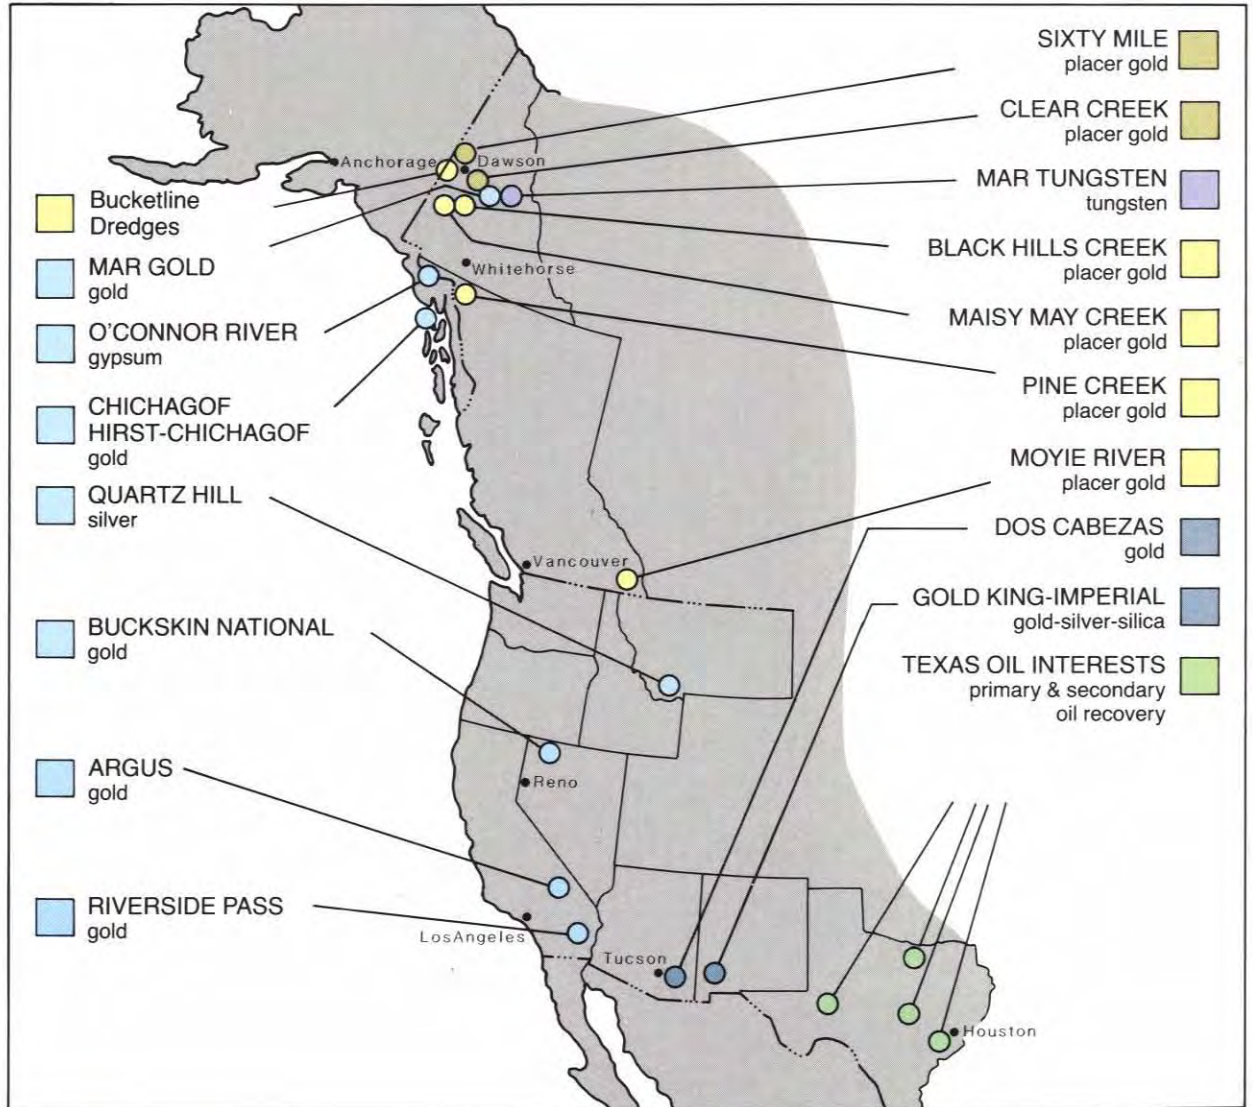 Bucketline
Dredges
MAR GOLD
gold
O'CONNOR RIVER
gypsum
CHICHAGOF
HIRST-CHICHAGOF
gold
QUARTZ HILL
silver
BUCKSKIN NATIONAL
gold
ARGUS
gold
RIVERSIDE PASS
gold
Anchorage
Dawson
Whitehorse
Vancouver
Reno
LosAngeles
Tucson
Houston
SIXTY MILE
placer gold
CLEAR CREEK
placer gold
MAR TUNGSTEN
tungsten
BLACK HILLS CREEK
placer gold
MAISY MAY CREEK
placer gold
PINE CREEK
placer gold
MOYIE RIVER
placer gold
DOS CABEZAS
gold
GOLD KING-IMPERIAL
gold-silver-silica
TEXAS OIL INTERESTS
primary & secondary
oil recovery